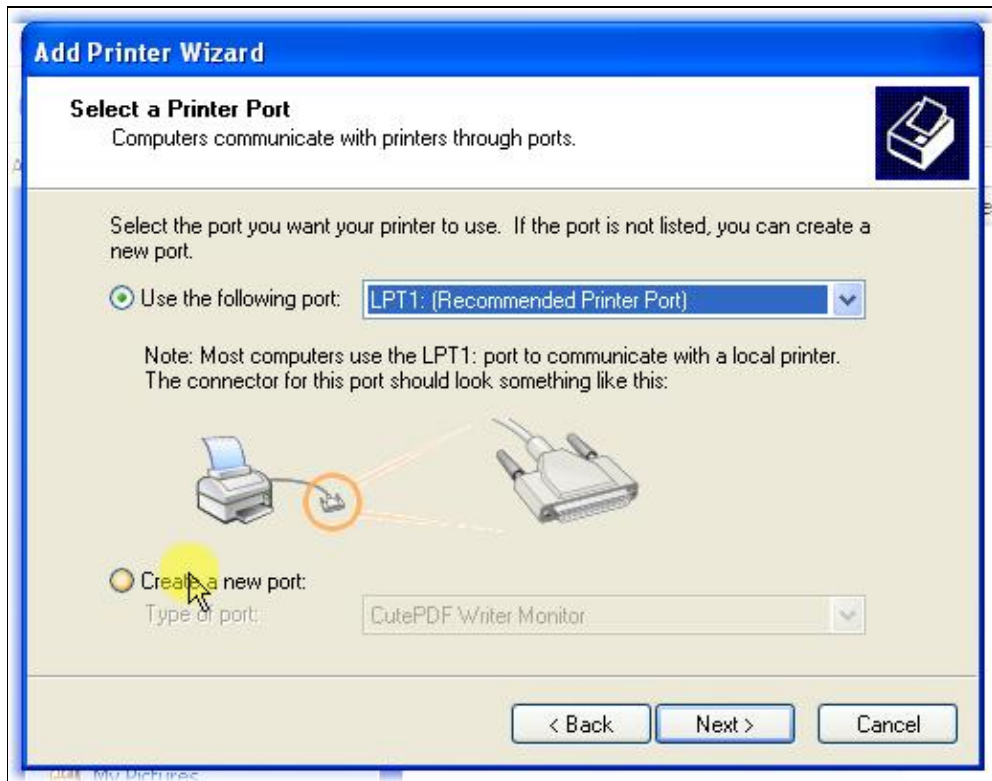 Add Printer Wizard
Select a Printer Port
Computers communicate with printers through ports.
Select the port you want your printer to use. If the port is not listed, you can create a
new port.
Use the following port: LPT1: (Recommended Printer Port)
Note: Most computers use the LPT1: port to communicate with a local printer.
The connector for this port should look something like this:
Create a new port:
Type of port: CutePDF Writer Monitor
< Back Next > Cancel
My Pictures